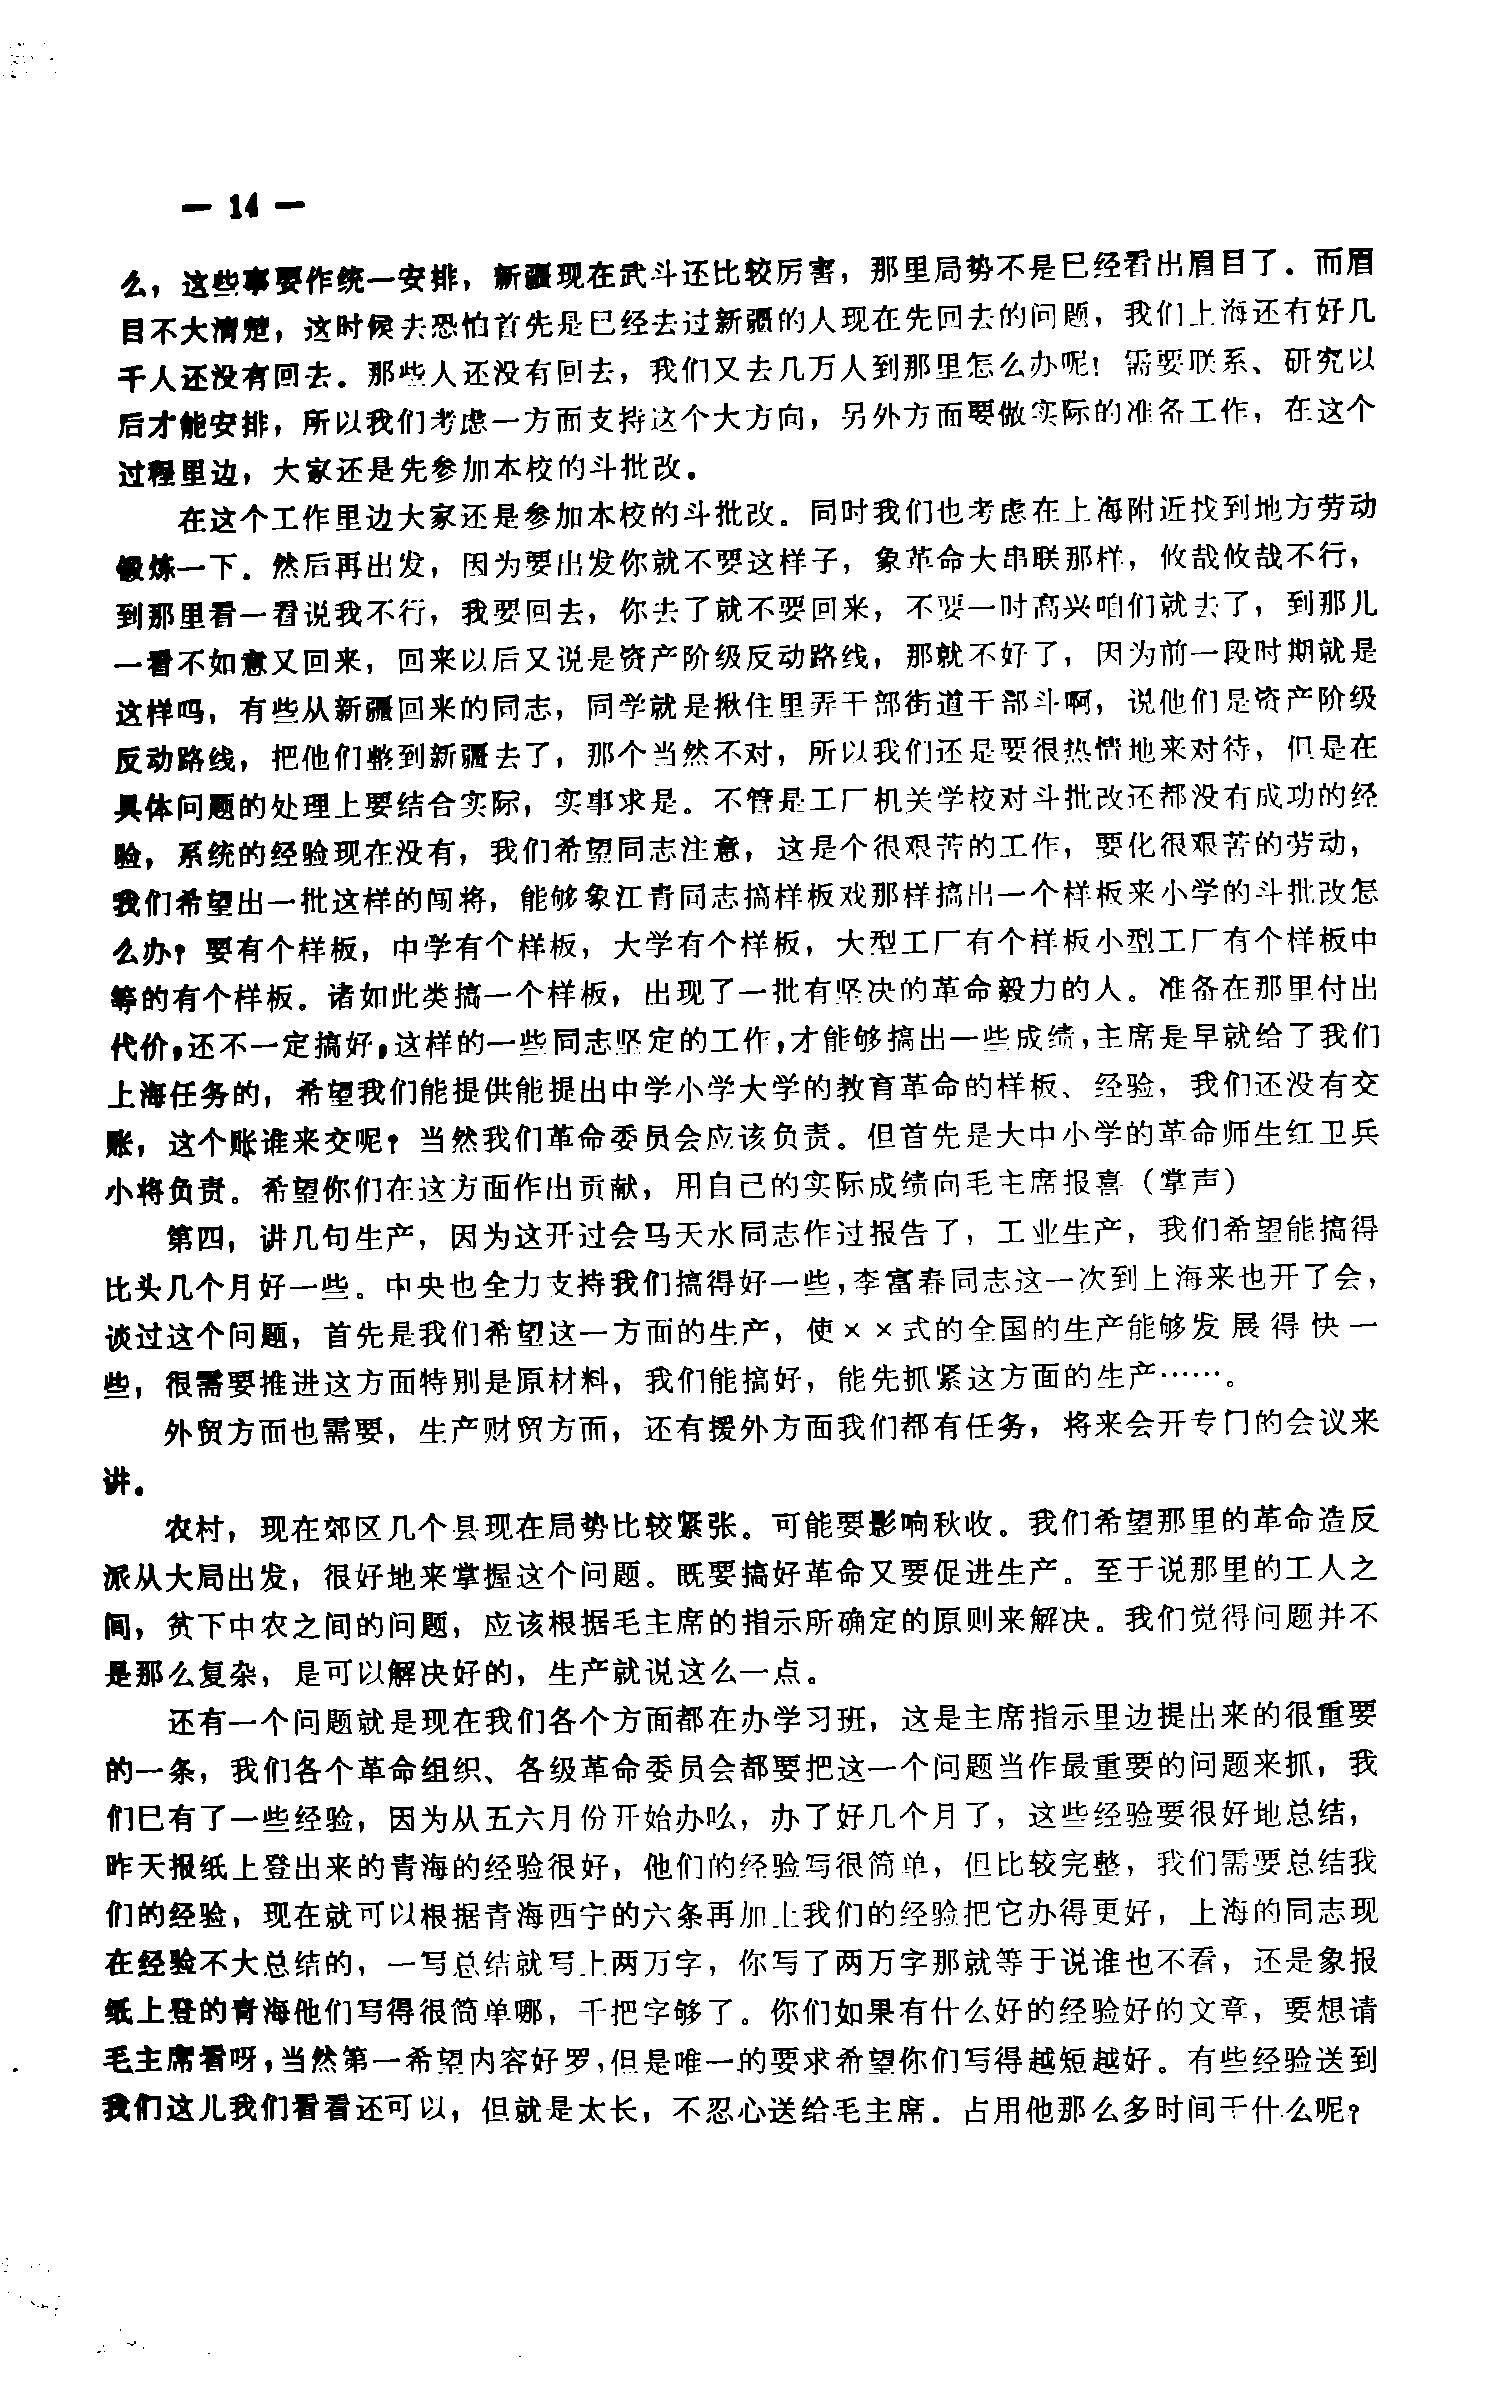 — 14 —
么，这些事要作统一安排，新疆现在武斗还比较厉害，那里局势不是已经看出眉目了．而眉
目不大清楚，这时候去恐怕首先是已经去过新疆的人现在先回去的问题，我们上海还有好几
千人还没有回去．那些人还没有回去，我们又去几万人到那里怎么办呢！需要联系、研究以
后才能安排，所以我们考虑一方面支持这个大方向，另外方面要做实际的准备工作，在这个
过程里边，大家还是先参加本校的斗批改．
在这个工作里边大家还是参加本校的斗批改。同时我们也考虑在上海附近找到地方劳动
锻炼一下．然后再出发，因为要出发你就不要这样子，象革命大串联那样，攸哉攸哉不行，
到那里看一看说我不行，我要回去，你去了就不要回来，不要一时高兴咱们就去了，到那儿
一看不如意又回来，回来以后又说是资产阶级反动路线，那就不好了，因为前一段时期就是
这样吗，有些从新疆回来的同志，同学就是揪住里弄干部街道干部斗啊，说他们是资产阶级
反动路线，把他们整到新疆去了，那个当然不对，所以我们还是要很热情地来对待，但是在
具体问题的处理上要结合实际，实事求是。不管是工厂机关学校对斗批改还都没有成功的经
验，系统的经验现在没有，我们希望同志注意，这是个很艰苦的工作，要化很艰苦的劳动，
我们希望出一批这样的闯将，能够象江青同志搞样板戏那样搞出一个样板来小学的斗批改怎
么办？要有个样板，中学有个样板，大学有个样板，大型工厂有个样板小型工厂有个样板中
等的有个样板。诸如此类搞一个样板，出现了一批有坚决的革命毅力的人。准备在那里付出
代价，还不一定搞好，这样的一些同志坚定的工作，才能够搞出一些成绩，主席是早就给了我们
上海任务的，希望我们能提供能提出中学小学大学的教育革命的样板、经验，我们还没有交
账，这个账谁来交呢？当然我们革命委员会应该负责。但首先是大中小学的革命师生红卫兵
小将负责。希望你们在这方面作出贡献，用自己的实际成绩向毛主席报喜（掌声）
第四，讲几句生产，因为这开过会马天水同志作过报告了，工业生产，我们希望能搞得
比头几个月好一些。中央也全力支持我们搞得好一些，李富春同志这一次到上海来也开了会，
谈过这个问题，首先是我们希望这一方面的生产，使××式的全国的生产能够发展得快一
些，很需要推进这方面特别是原材料，我们能搞好，能先抓紧这方面的生产……。
外贸方面也需要，生产财贸方面，还有援外方面我们都有任务，将来会开专门的会议来
讲．
农村，现在郊区几个县现在局势比较紧张。可能要影响秋收。我们希望那里的革命造反
派从大局出发，很好地来掌握这个问题。既要搞好革命又要促进生产。至于说那里的工人之
间，贫下中农之间的问题，应该根据毛主席的指示所确定的原则来解决。我们觉得问题并不
是那么复杂，是可以解决好的，生产就说这么一点。
还有一个问题就是现在我们各个方面都在办学习班，这是主席指示里边提出来的很重要
的一条，我们各个革命组织、各级革命委员会都要把这一个问题当作最重要的问题来抓，我
们已有了一些经验，因为从五六月份开始办吆，办了好几个月了，这些经验要很好地总结，
昨天报纸上登出来的青海的经验很好，他们的经验写很简单，但比较完整，我们需要总结我
们的经验，现在就可以根据青海西宁的六条再加上我们的经验把它办得更好，上海的同志现
在经验不大总结的，一写总结就写上两万字，你写了两万字那就等于说谁也不看，还是象报
纸上登的青海他们写得很简单哪，千把字够了。你们如果有什么好的经验好的文章，要想请
毛主席看呀，当然第一希望内容好罗，但是唯一的要求希望你们写得越短越好。有些经验送到
我们这儿我们看看还可以，但就是太长，不忍心送给毛主席．占用他那么多时间干什么呢？